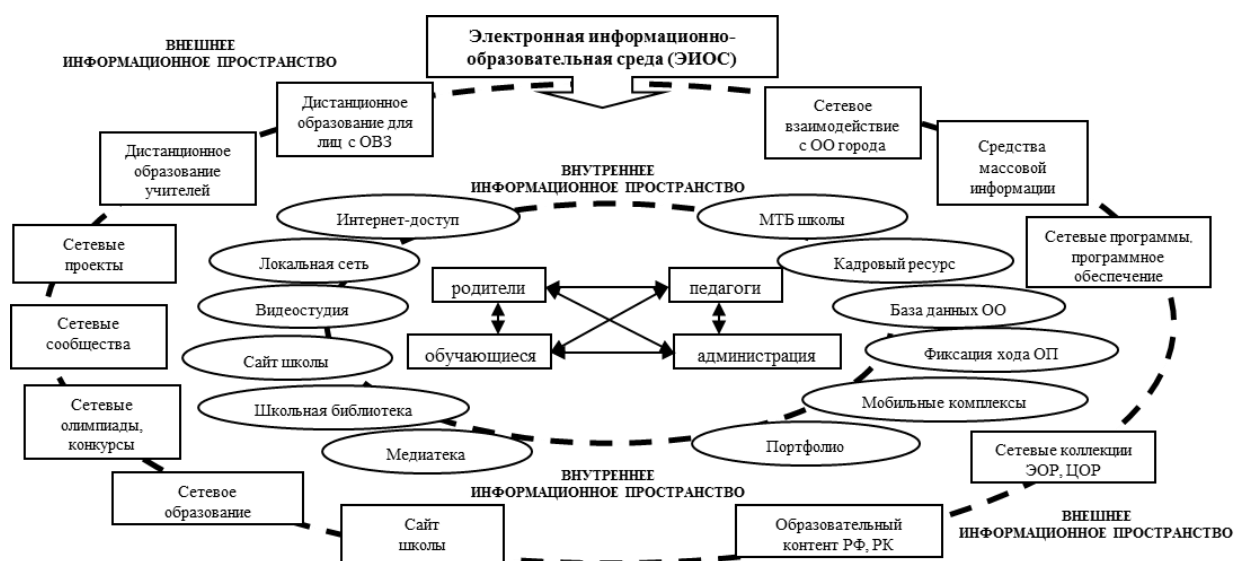 Электронная информационно-
образовательная среда (ЭИОС)
ВНЕШНЕЕ
ИНФОРМАЦИОННОЕ ПРОСТРАНСТВО
Дистанционное
образование для
лиц с ОВЗ
Сетевое
взаимодействие
с ОО города
Дистанционное
образование
учителей
Средства
массовой
информации
ВНУТРЕННЕЕ
ИНФОРМАЦИОННОЕ ПРОСТРАНСТВО
Интернет-доступ
МТБ школы
Сетевые
проекты
Сетевые программы,
программное
обеспечение
Локальная сеть
Кадровый ресурс
родители
педагоги
Видеостудия
База данных ОО
Сетевые
сообщества
обучающиеся
администрация
Сайт школы
Фиксация хода ОП
Сетевые
олимпиады,
конкурсы
Школьная библиотека
Мобильные комплексы
Медиатека
Портфолио
Сетевые коллекции
ЭОР, ЦОР
Сетевое
образование
ВНУТРЕННЕЕ
ИНФОРМАЦИОННОЕ ПРОСТРАНСТВО
Сайт
школы
Образовательный
контент РФ, РК
ВНЕШНЕЕ
ИНФОРМАЦИОННОЕ ПРОСТРАНСТВО